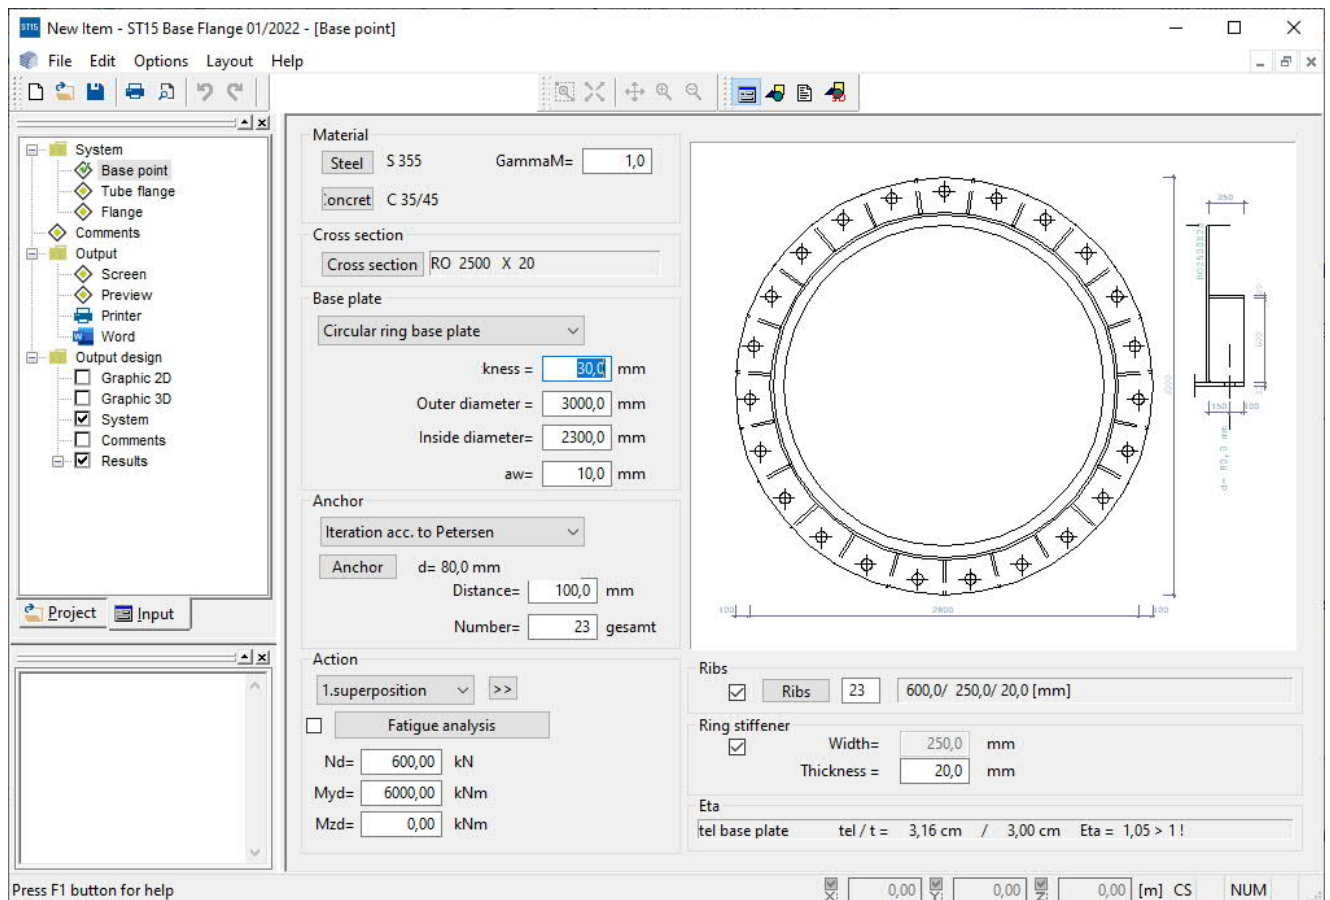 ST15 New Item - ST15 Base Flange 01/2022 - [Base point]
File Edit Options Layout Help
System
Base point
Tube flange
Flange
Comments
Output
Screen
Preview
Printer
Word
Output design
Graphic 2D
Graphic 3D
System
Comments
Results
Project Input
Material
Steel S 355 GammaM= 1,0
:oncret C 35/45
Cross section
Cross section RO 2500 X 20
Base plate
Circular ring base plate
kness = 30,0 mm
Outer diameter = 3000,0 mm
Inside diameter= 2300,0 mm
aw= 10,0 mm
Anchor
Iteration acc. to Petersen
Anchor d= 80,0 mm
Distance= 100,0 mm
Number= 23 gesamt
Action
1.superposition >>
Fatigue analysis
Nd= 600,00 kN
Myd= 6000,00 kNm
Mzd= 0,00 kNm
250
600
3000
150 100
d= 80,0 mm
100 2800 100
Ribs
Ribs 23 600,0/ 250,0/ 20,0 [mm]
Ring stiffener
Width= 250,0 mm
Thickness = 20,0 mm
Eta
tel base plate tel / t = 3,16 cm / 3,00 cm Eta = 1,05 > 1 !
Press F1 button for help
X: 0,00 Y: 0,00 Z: 0,00 [m] CS NUM